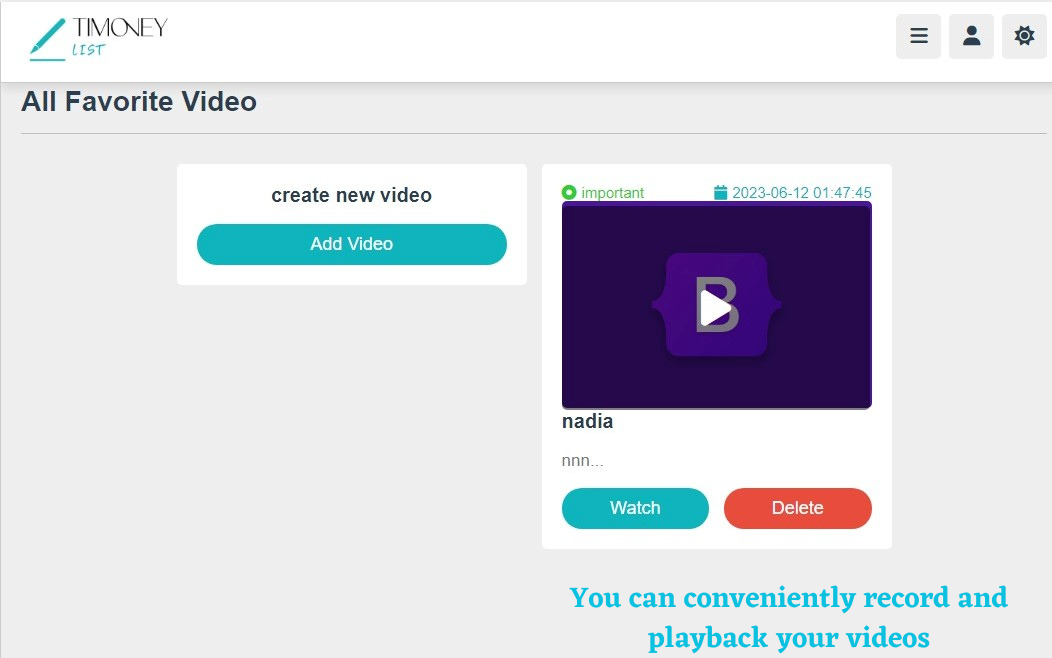 TIMONEY
LIST
All Favorite Video
create new video
Add Video
important 2023-06-12 01:47:45
B
nadia
nnn...
Watch Delete
You can conveniently record and
playback your videos